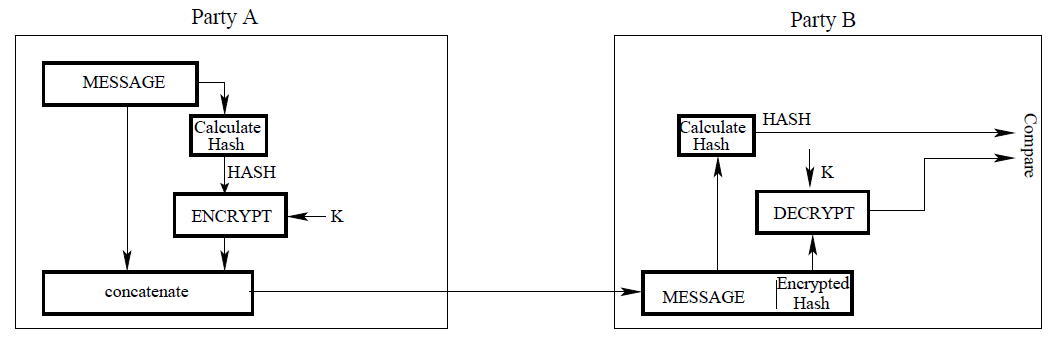 Party A
MESSAGE
Calculate
Hash
HASH
ENCRYPT
K
concatenate
Party B
Calculate
Hash
HASH
K
DECRYPT
Compare
MESSAGE
Encrypted
Hash